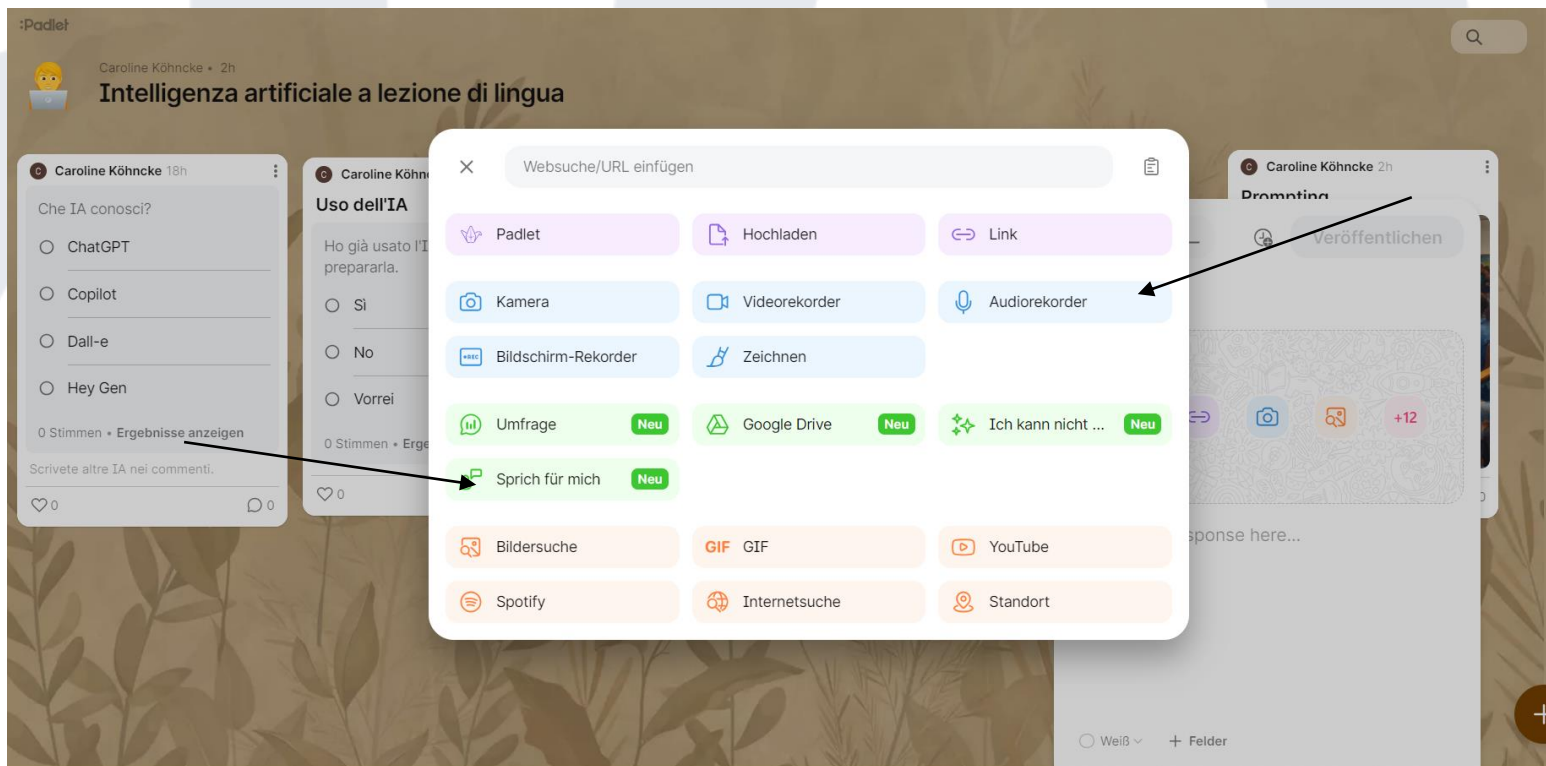 :Padlet
Caroline Köhncke • 2h
Intelligenza artificiale a lezione di lingua
C Caroline Köhncke 18h
Che IA conosci?
ChatGPT
Copilot
Dall-e
Hey Gen
0 Stimmen • Ergebnisse anzeigen
Scrivete altre IA nei commenti.
0 0
C Caroline Köhn
Uso dell'IA
Ho già usato l'I
prepararla.
Sì
No
Vorrei
0 Stimmen • Erge
0
Websuche/URL einfügen
Padlet Hochladen Link
Kamera Videorekorder Audiorekorder
REC Bildschirm-Rekorder Zeichnen
Umfrage Neu Google Drive Neu Ich kann nicht ... Neu
Sprich für mich Neu
Bildersuche GIF GIF YouTube
Spotify Internetsuche Standort
C Caroline Köhncke 2h
Prompting
Veröffentlichen
+12
sponse here...
Weiß + Felder